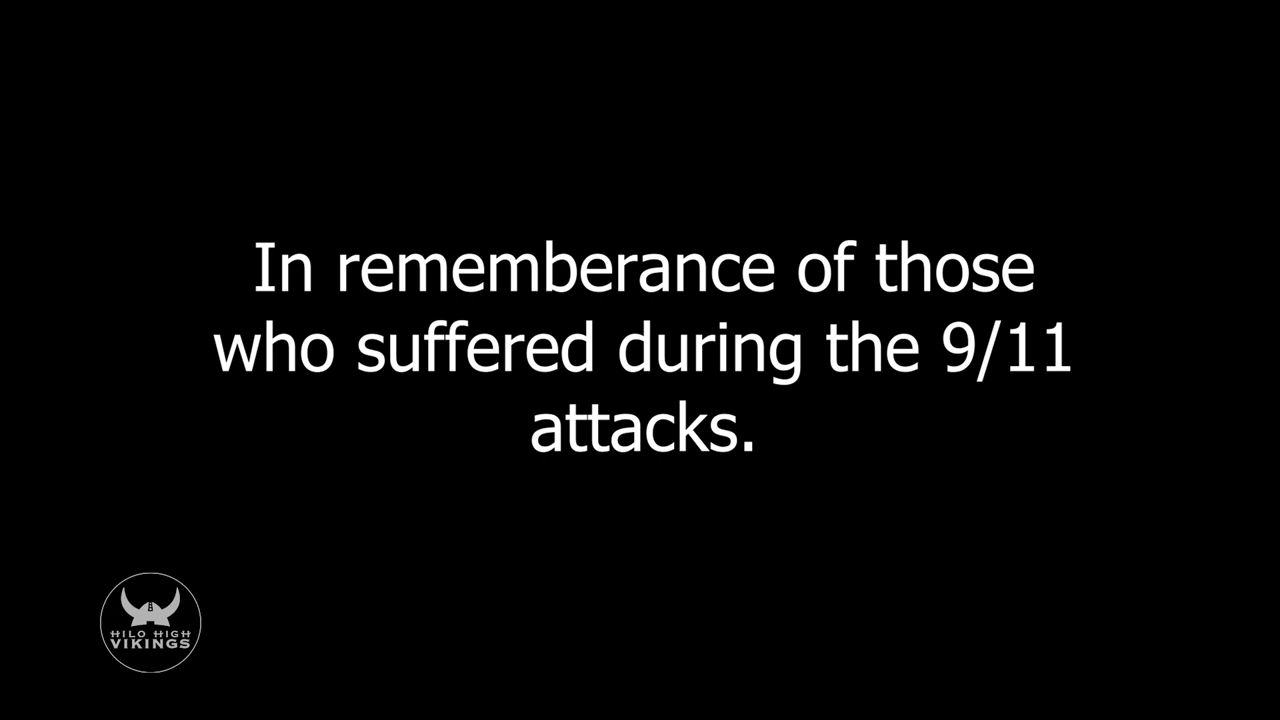 In rememberance of those
who suffered during the 9/11
attacks.
HILO HIGH
VIKINGS